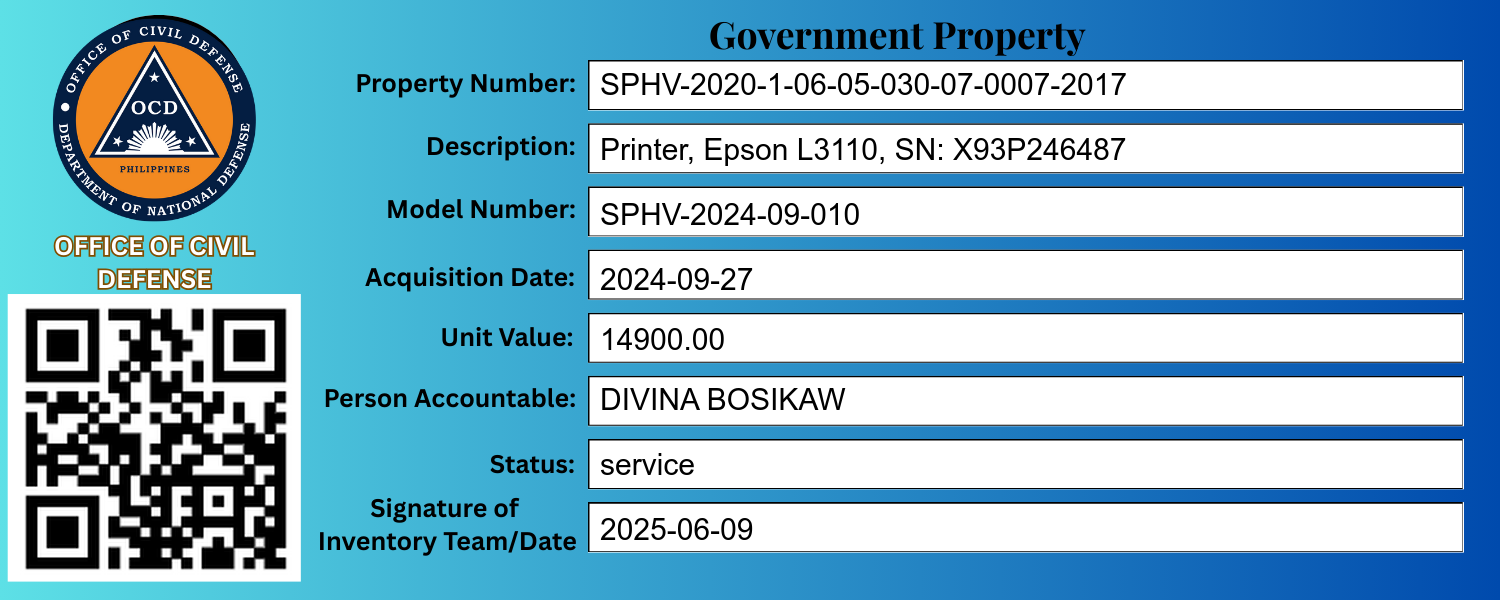 Government Property
OFFICE OF CIVIL DEFENSE
DEPARTMENT OF NATIONAL DEFENSE
OCD
PHILIPPINES
OFFICE OF CIVIL
DEFENSE
Property Number: SPHV-2020-1-06-05-030-07-0007-2017
Description: Printer, Epson L3110, SN: X93P246487
Model Number: SPHV-2024-09-010
Acquisition Date: 2024-09-27
Unit Value: 14900.00
Person Accountable: DIVINA BOSIKAW
Status: service
Signature of
Inventory Team/Date 2025-06-09